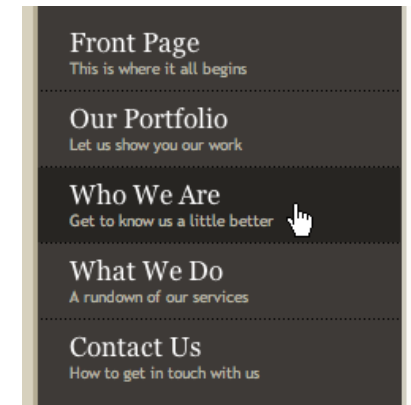 Front Page
This is where it all begins
Our Portfolio
Let us show you our work
Who We Are
Get to know us a little better
What We Do
A rundown of our services
Contact Us
How to get in touch with us